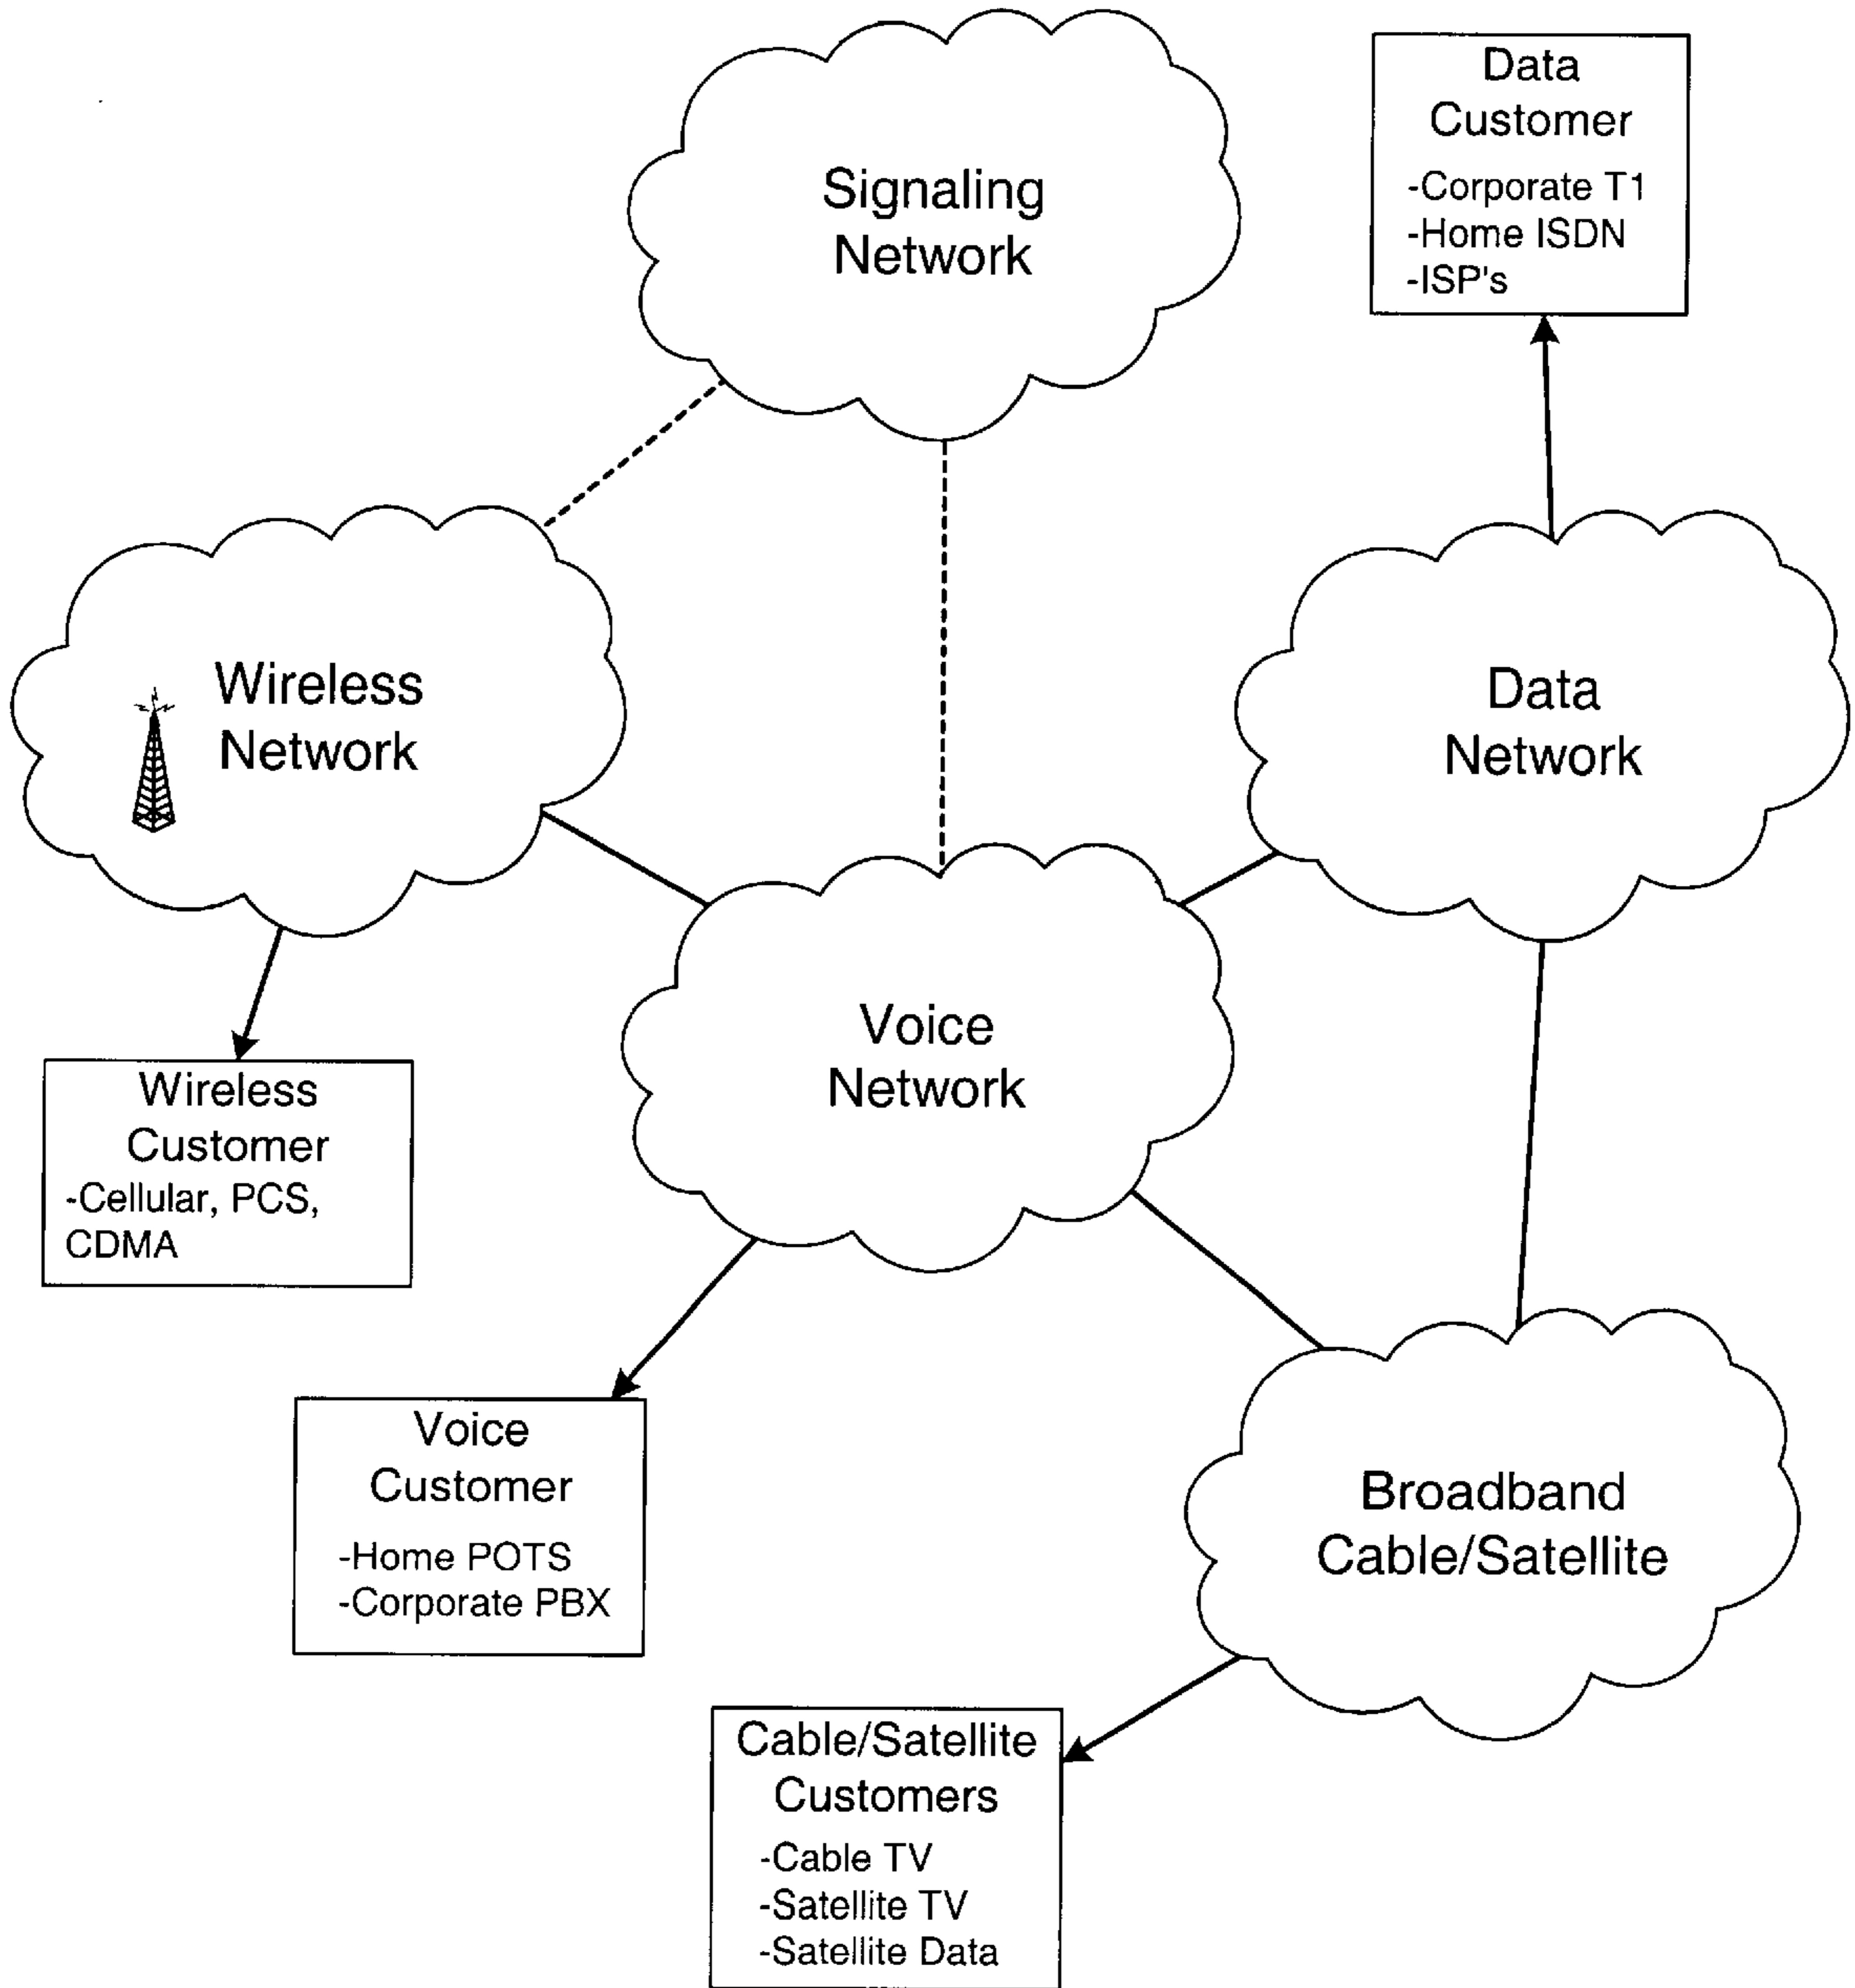 Signaling
Network
Data
Customer
-Corporate T1
-Home ISDN
-ISP's
Wireless
Network
Data
Network
Voice
Network
Wireless
Customer
-Cellular, PCS,
CDMA
Voice
Customer
-Home POTS
-Corporate PBX
Broadband
Cable/Satellite
Cable/Satellite
Customers
-Cable TV
-Satellite TV
-Satellite Data